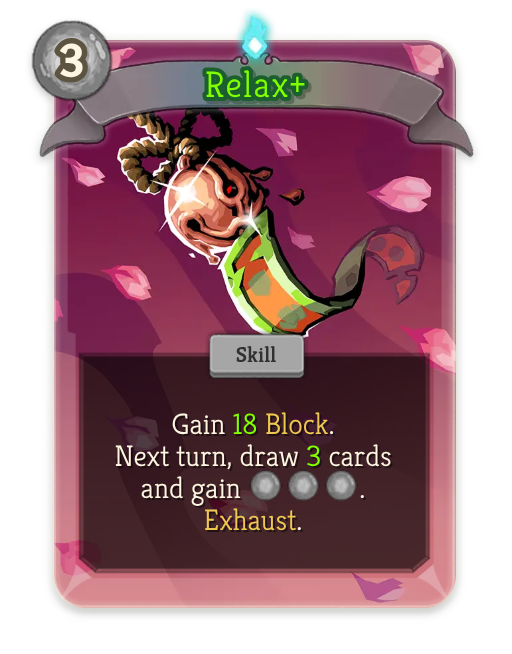 3
Relax+
Skill
Gain 18 Block.
Next turn, draw 3 cards
and gain .
Exhaust.